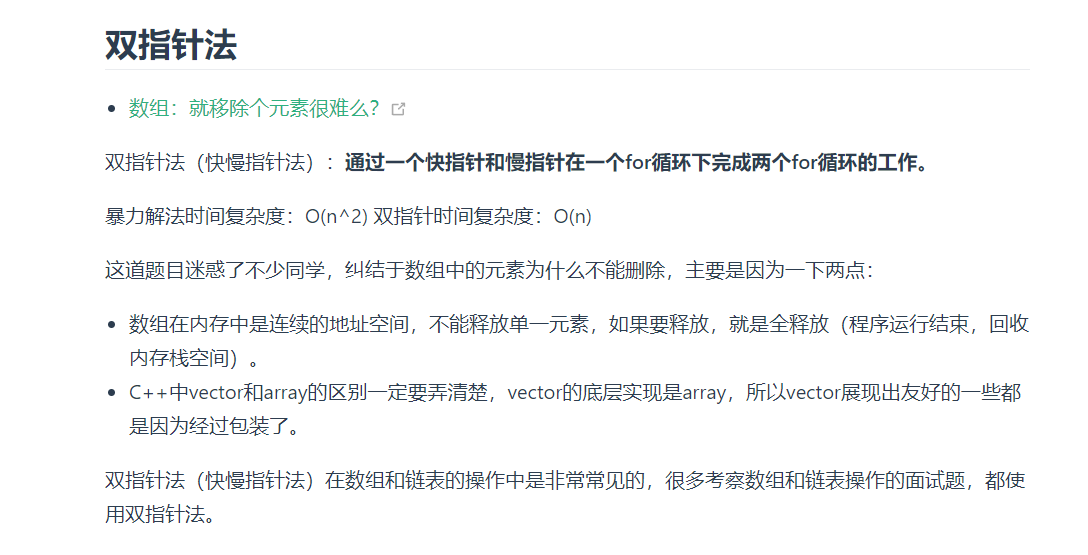 双指针法
数组：就移除个元素很难么？
双指针法（快慢指针法）：通过一个快指针和慢指针在一个for循环下完成两个for循环的工作。
暴力解法时间复杂度：O(n^2) 双指针时间复杂度：O(n)
这道题目迷惑了不少同学，纠结于数组中的元素为什么不能删除，主要是因为一下两点：
数组在内存中是连续的地址空间，不能释放单一元素，如果要释放，就是全释放（程序运行结束，回收
内存栈空间）。
C++中vector和array的区别一定要弄清楚，vector的底层实现是array，所以vector展现出友好的一些都
是因为经过包装了。
双指针法（快慢指针法）在数组和链表的操作中是非常常见的，很多考察数组和链表操作的面试题，都使
用双指针法。